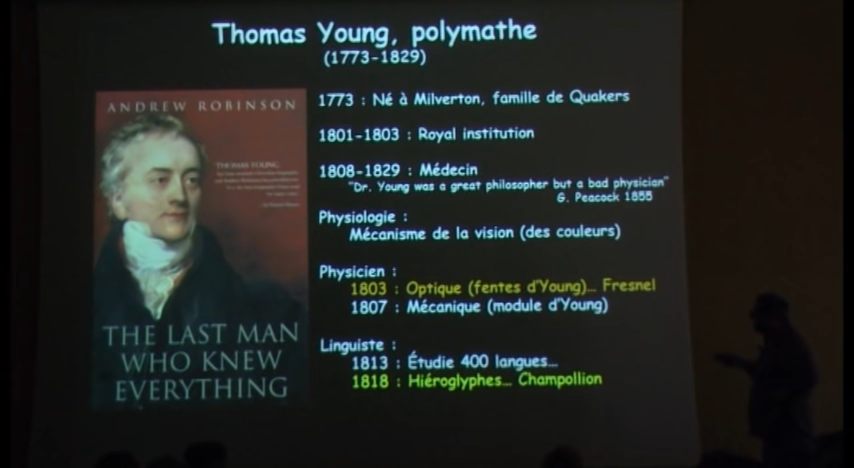 Thomas Young, polymathe
(1773-1829)
ANDREW ROBINSON
THOMAS YOUNG
THE LAST MAN
WHO KNEW
EVERYTHING
1773 : Né à Milverton, famille de Quakers
1801-1803 : Royal institution
1808-1829 : Médecin
"Dr. Young was a great philosopher but a bad physician"
G. Peacock 1855
Physiologie :
Mécanisme de la vision (des couleurs)
Physicien :
1803 : Optique (fentes d'Young)... Fresnel
1807 : Mécanique (module d'Young)
Linguiste :
1813 : Étudie 400 langues...
1818 : Hiéroglyphes... Champollion